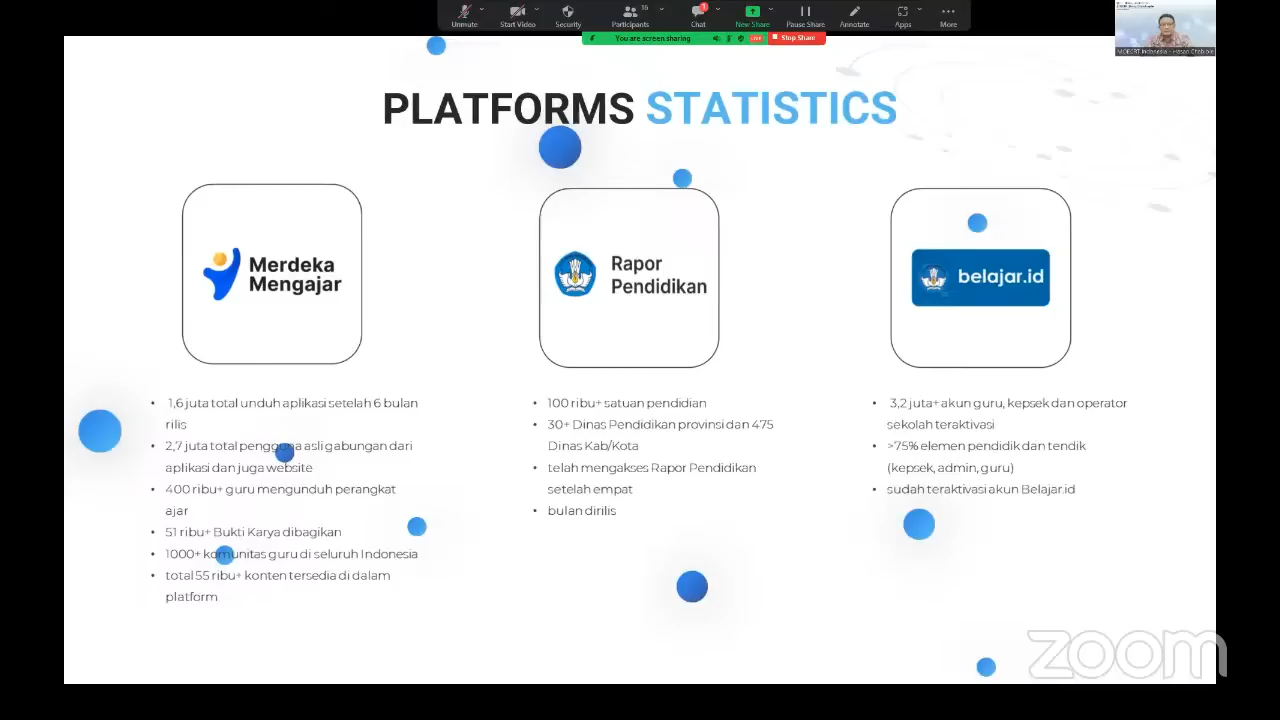 Unmute
Start Video
Security
Participants
16
Chat
1
New Share
Pause Share
Annotate
Apps
More
You are screen sharing
LIVE
Stop Share
PLATFORMS STATISTICS
Merdeka
Mengajar
• 1,6 juta total unduh aplikasi setelah 6 bulan
rilis
• 2,7 juta total pengguna asli gabungan dari
aplikasi dan juga website
• 400 ribu+ guru mengunduh perangkat
ajar
• 51 ribu+ Bukti Karya dibagikan
• 1000+ komunitas guru di seluruh Indonesia
• total 55 ribu+ konten tersedia di dalam
platform
Rapor
Pendidikan
• 100 ribu+ satuan pendidian
• 30+ Dinas Pendidikan provinsi dan 475
Dinas Kab/Kota
• telah mengakses Rapor Pendidikan
setelah empat
• bulan dirilis
belajar.id
• 3,2 juta+ akun guru, kepsek dan operator
sekolah teraktivasi
• >75% elemen pendidik dan tendik
(kepsek, admin, guru)
• sudah teraktivasi akun Belajar.id
zoom